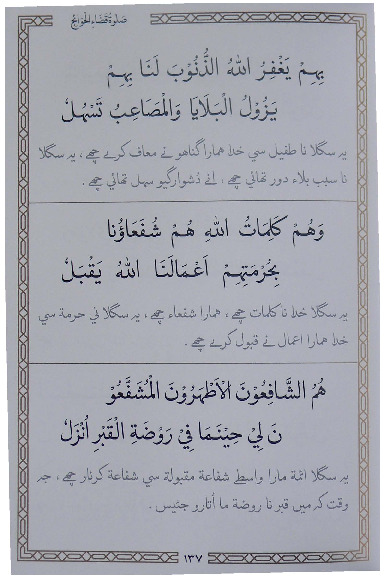 صلوة قضاء الحوائج
بِهِمْ يَغْفِرُ اللهُ الذُّنُوْبَ لَنَا بِهِمْ
يَزُوْلُ الْبَلَايَا وَالْمَصَاعِبُ تَسْهُلُ
يه سگلا نا طفيل سي خدا همارا گناهو نے معاف كرے چھے ، يه سگلا
نا سبب بلاء دور تھائي چھے ، انے دُشوارگيو سهل تھائي چھے .
وَهُمْ كَلِمَاتُ اللهِ هُمْ شُفَعَاؤُنا
بِحُرْمَتِهِمْ اَعْمَالَنَا اللهُ يَقْبَلُ
يه سگلا خدا نا كلمات چھے ، همارا شفعاء چھے ، يه سگلا ني حرمة سي
خدا همارا اعمال نے قبول كرے چھے .
هُمُ الشَّافِعُوْنَ الْاَطْهَرُوْنَ الْمُشَفَّعُوْ
نَ لِيْ حِيْنَمَا فِيْ رَوْضَةِ الْقَبْرِ اُنْزَلُ
يه سگلا ائمة مارا واسطے شفاعة مقبولة سي شفاعة كرنار چھے ، جه
وقت كه ميں قبر نا روضة ما اُتارو جئيس .
١٣٧